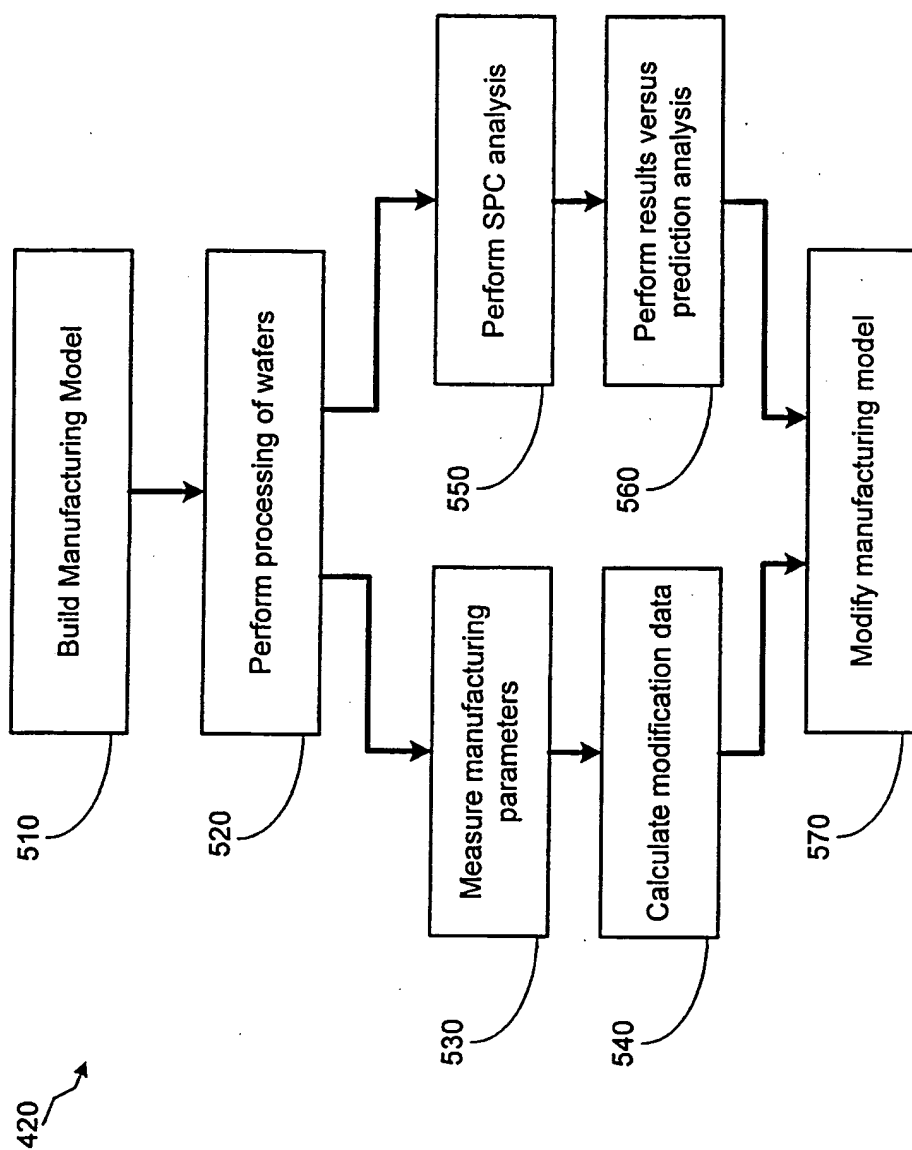 420
510
Build Manufacturing Model
520
Perform processing of wafers
530
Measure manufacturing
parameters
540
Calculate modification data
550
Perform SPC analysis
560
Perform results versus
prediction analysis
570
Modify manufacturing model